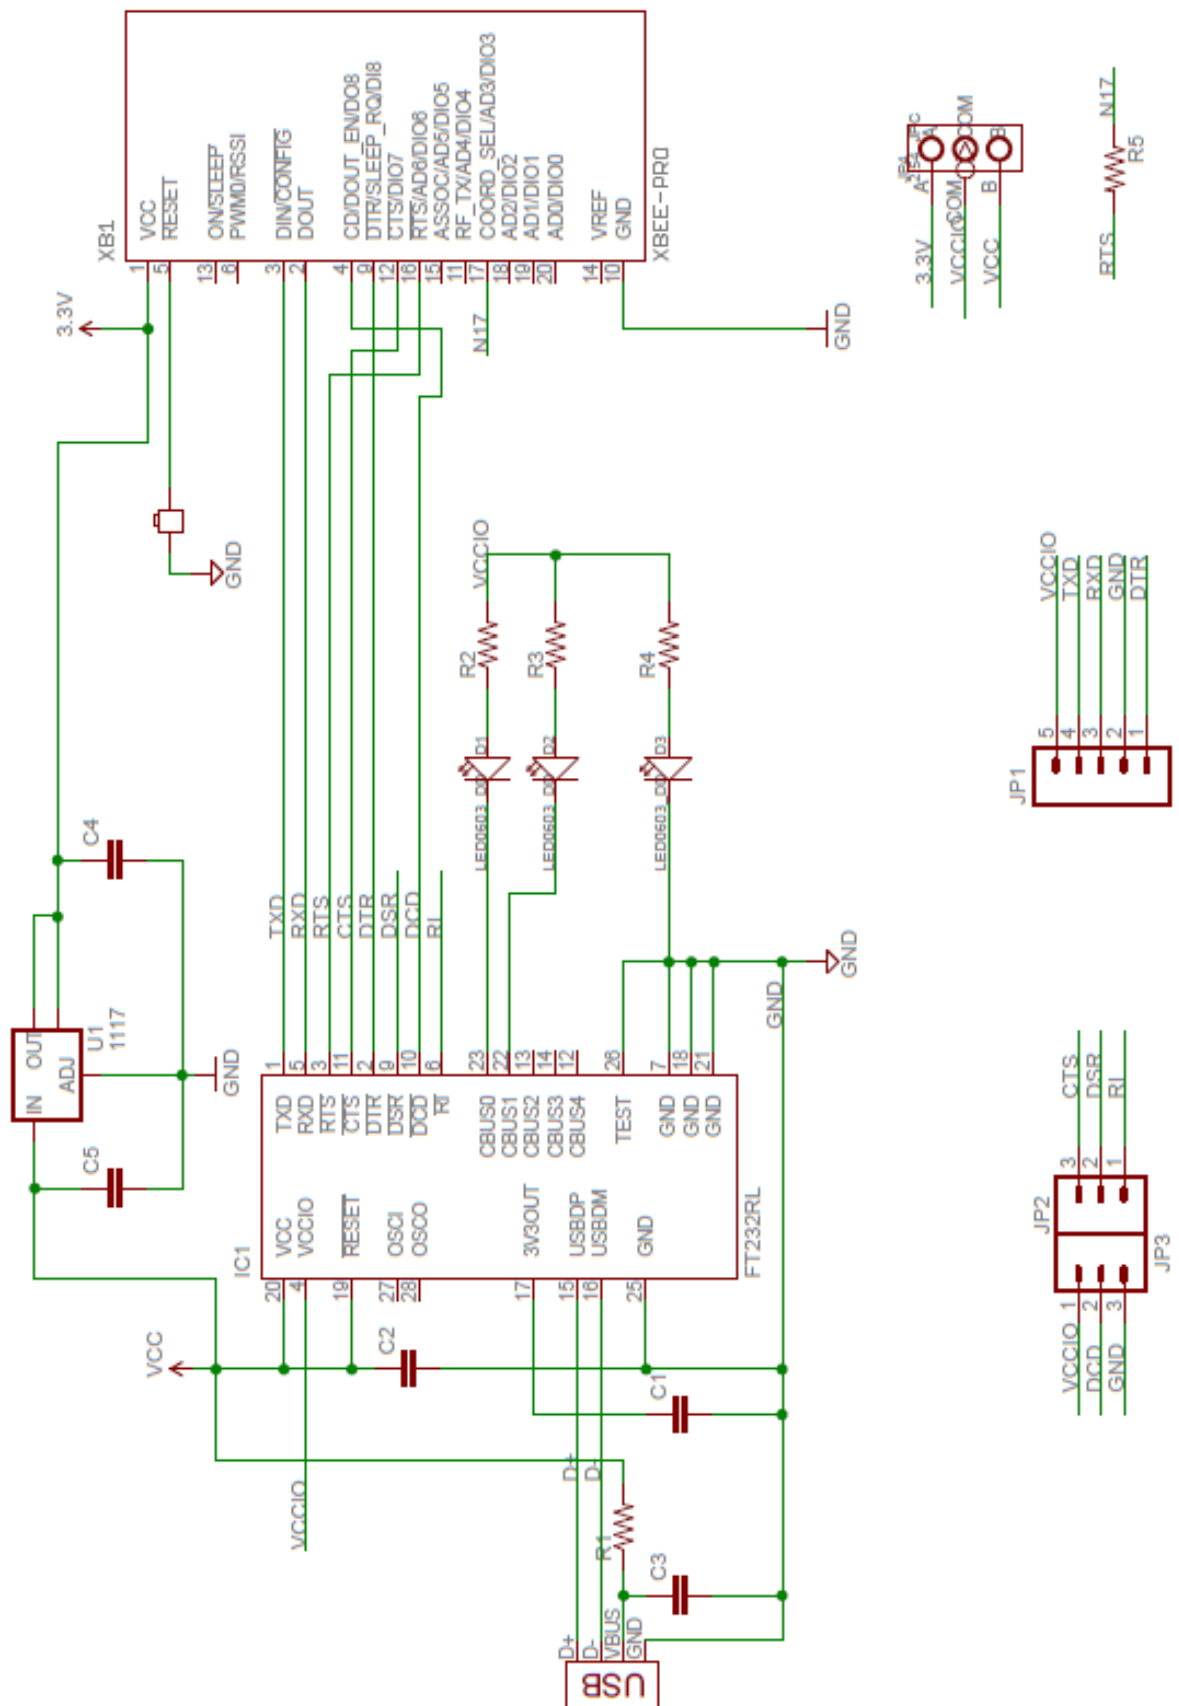 XB1
VCC
RESET
ON/SLEEP
PWM0/RSSI
DIN/CONFIG
DOUT
CD/DOUT_EN/DO8
DTR/SLEEP_RQ/DI8
CTS/DIO7
RTS/AD6/DIO6
ASSOC/AD5/DIO5
RF_TX/AD4/DIO4
COORD_SEL/AD3/DIO3
AD2/DIO2
AD1/DIO1
AD0/DIO0
VREF
GND
XBEE-PRO
1
5
13
6
3
2
4
9
12
16
15
11
17
18
19
20
14
10
3.3V
N17
GND
GND
A
COM
B
A
COM
B
3.3V
VCCIO
VCC
N17
R5
RTS
VCCIO
R2
R3
R4
D1
D2
D3
LED0603_D
LED0603_D
LED0603_D
C4
U1
1117
IN
OUT
ADJ
GND
C5
TXD
RXD
RTS
CTS
DTR
DSR
DCD
RI
1
5
3
11
2
9
10
6
23
22
13
14
12
26
7
18
21
GND
GND
IC1
TXD
RXD
RTS
CTS
DTR
DSR
DCD
RI
CBUS0
CBUS1
CBUS2
CBUS3
CBUS4
TEST
GND
GND
GND
VCC
VCCIO
RESET
OSCI
OSCO
3V3OUT
USBDP
USBDM
GND
FT232RL
20
4
19
27
28
17
15
16
25
VCC
C2
C1
VCCIO
D+
D-
R1
C3
D+
D-
VBUS
GND
USB
VCCIO
TXD
RXD
GND
DTR
5
4
3
2
1
JP1
CTS
DSR
RI
3
2
1
JP2
JP3
VCCIO
DCD
GND
1
2
3